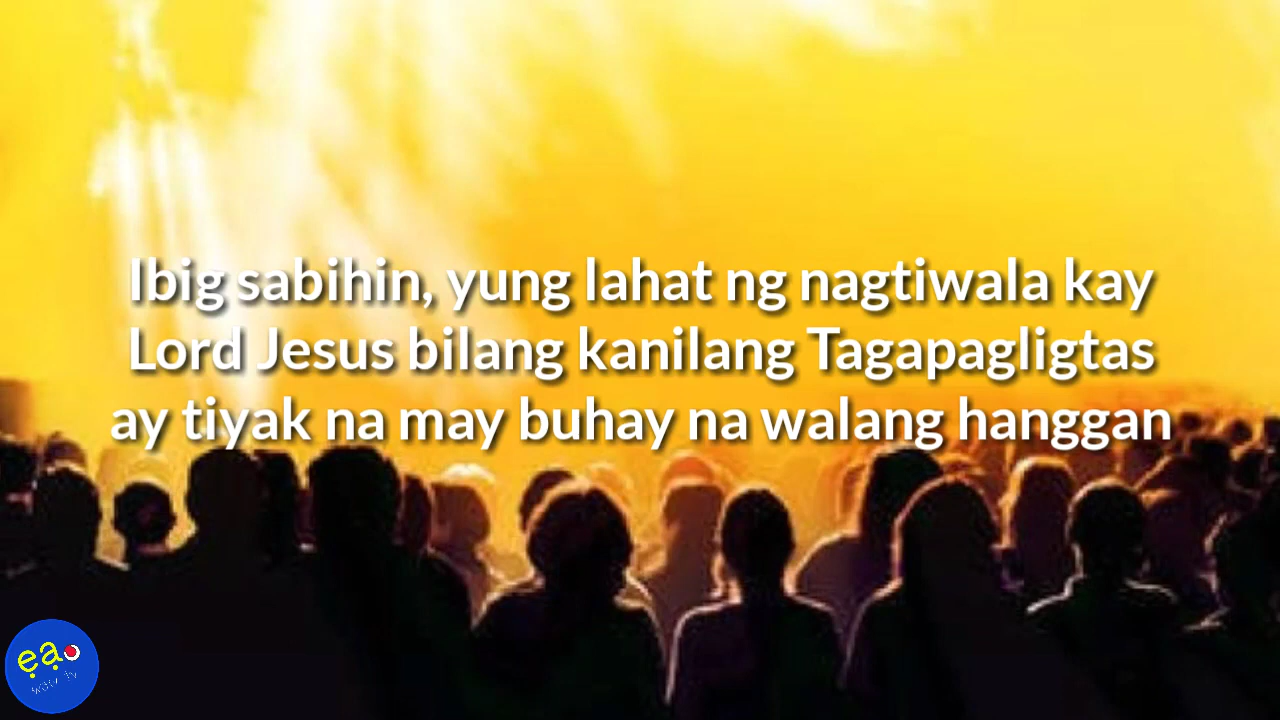 Ibig sabihin, yung lahat ng nagtiwala kay
Lord Jesus bilang kanilang Tagapagligtas
ay tiyak na may buhay na walang hanggan